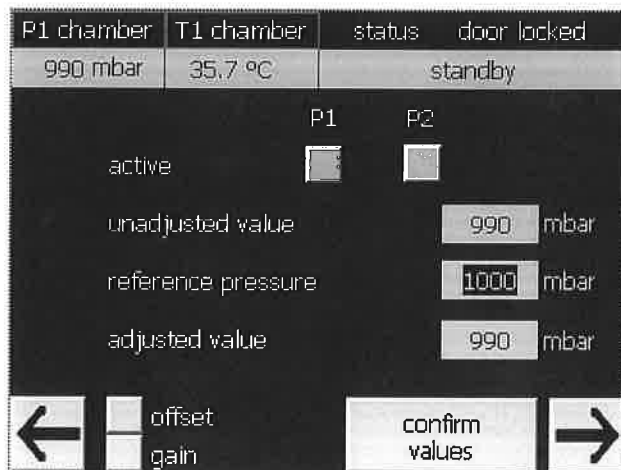 P1 chamber T1 chamber status door locked
990 mbar 35.7 ºC standby
P1 P2
active
unadjusted value 990 mbar
reference pressure 1000 mbar
adjusted value 990 mbar
offset
gain
confirm
values